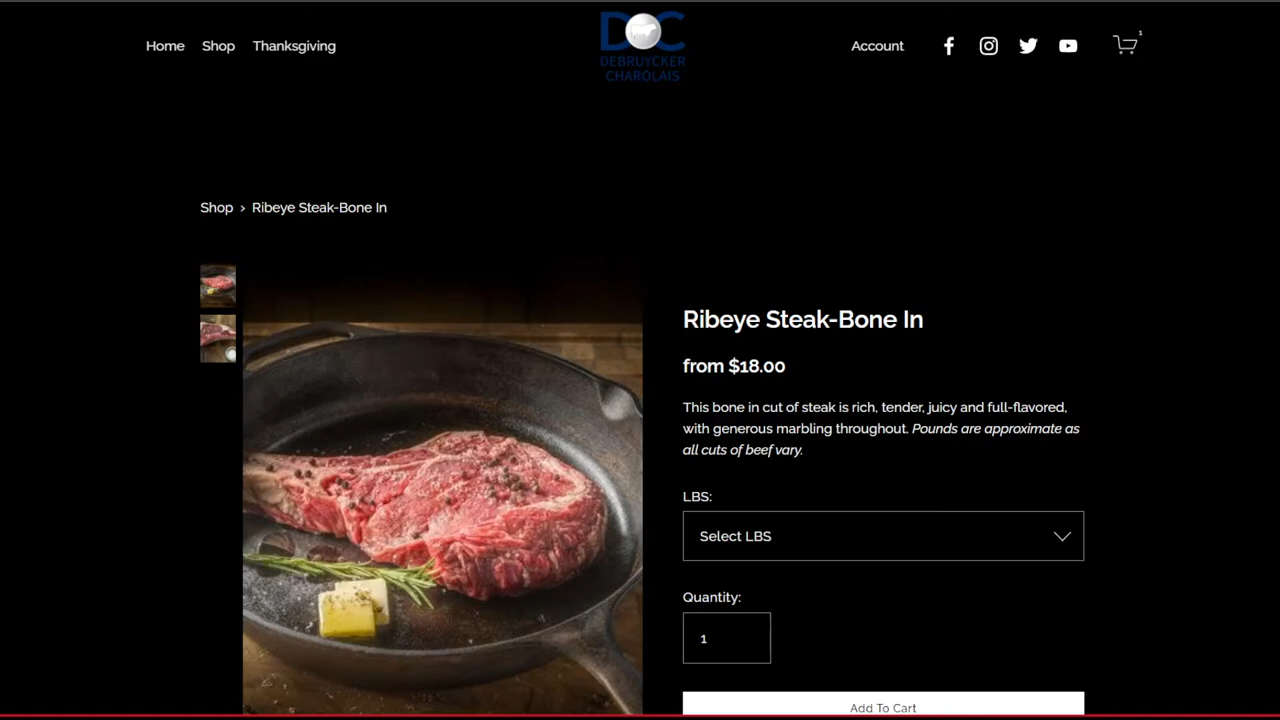 Home Shop Thanksgiving
DC
DEBRUYCKER
CHAROLAIS
Account
1
Shop › Ribeye Steak-Bone In
Ribeye Steak-Bone In
from $18.00
This bone in cut of steak is rich, tender, juicy and full-flavored,
with generous marbling throughout. Pounds are approximate as
all cuts of beef vary.
LBS:
Select LBS
Quantity:
1
Add To Cart